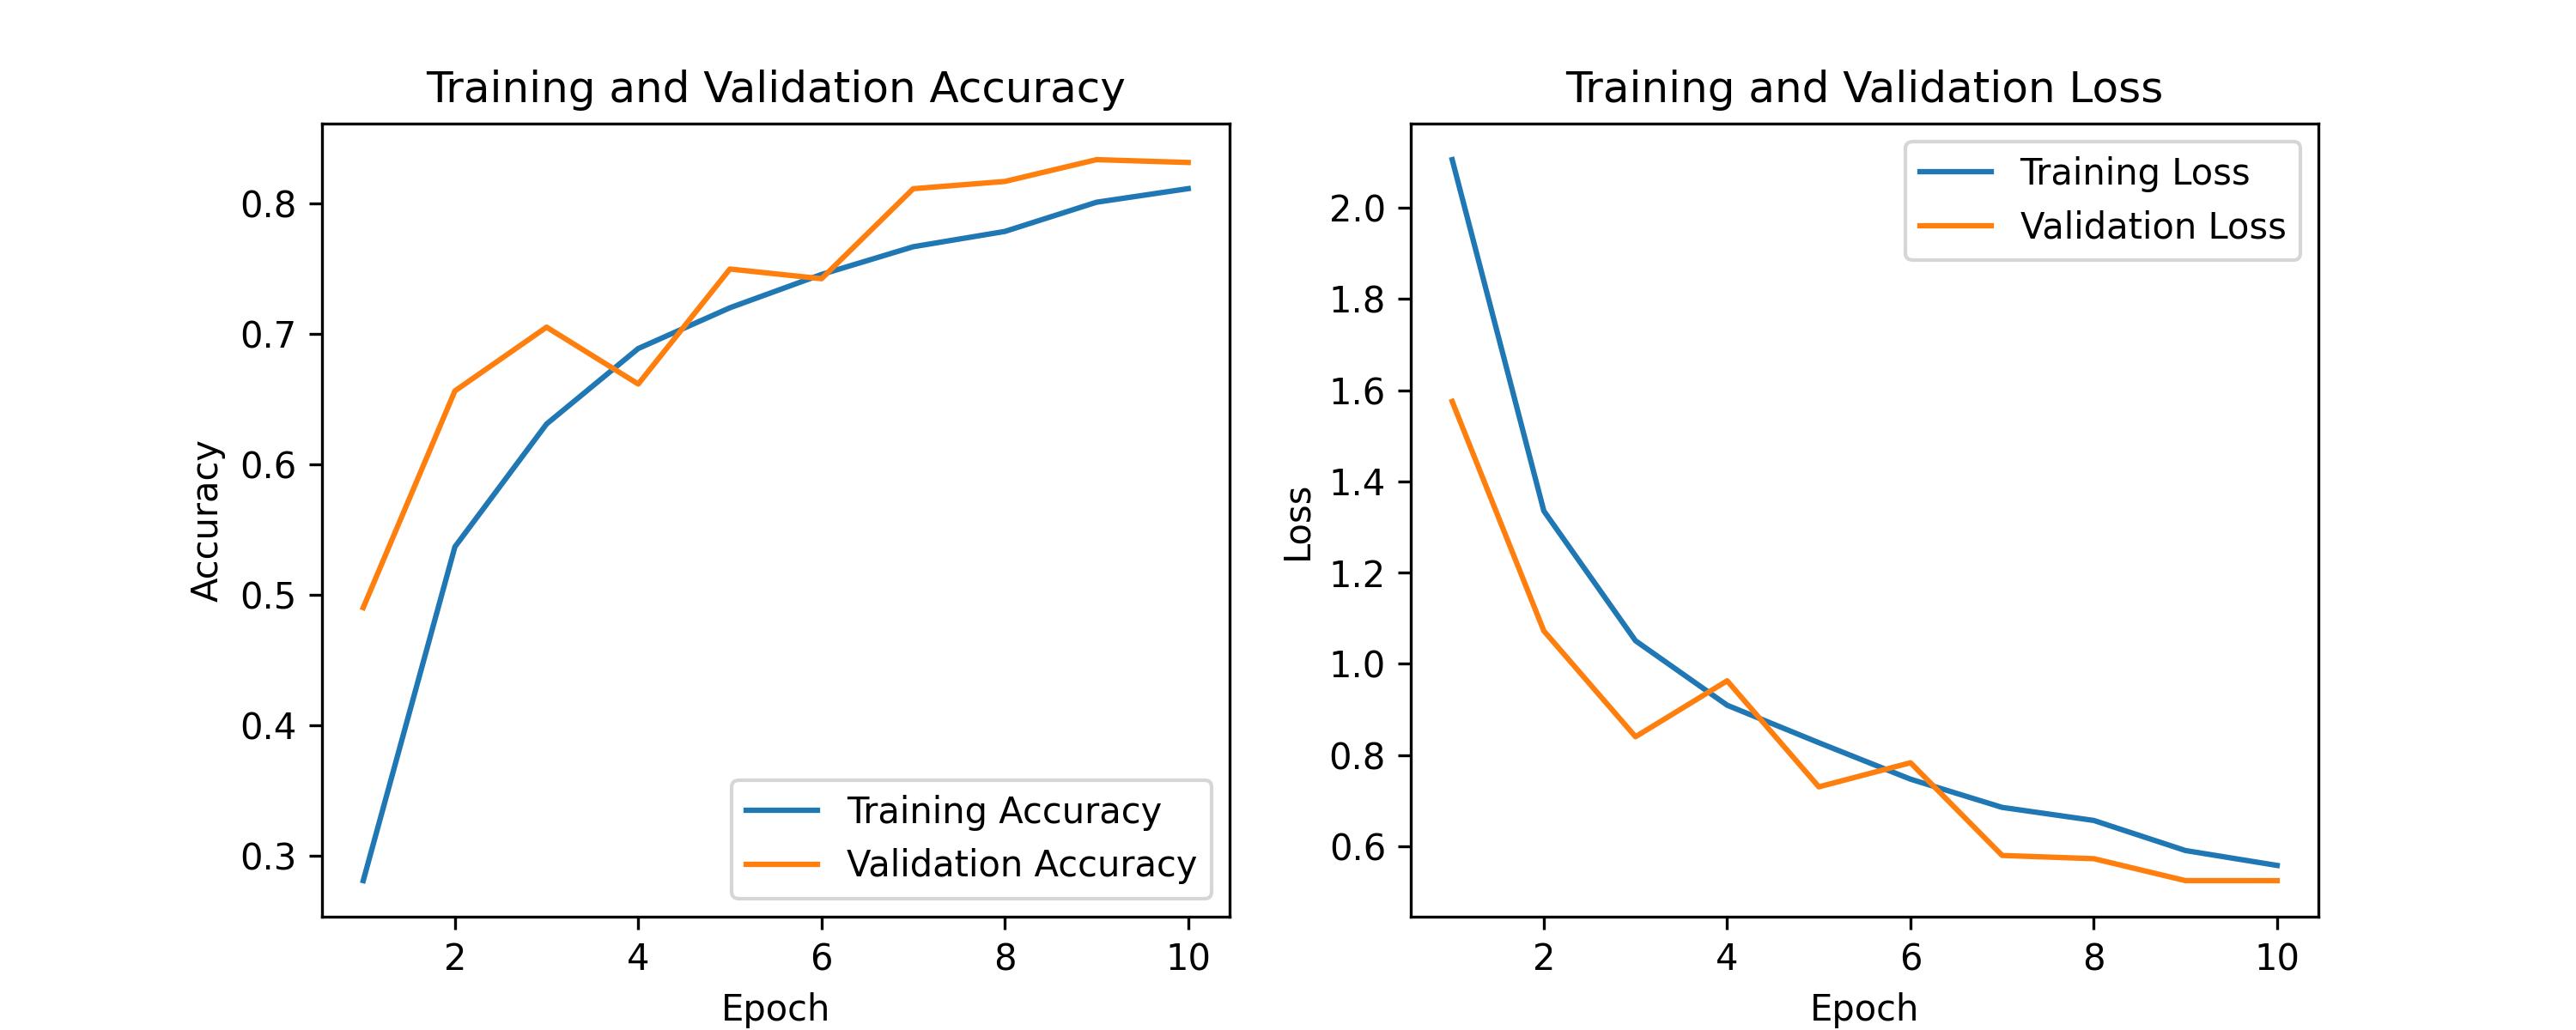 Training and Validation Accuracy
Accuracy
0.8
0.7
0.6
0.5
0.4
0.3
Training Accuracy
Validation Accuracy
2 4 6 8 10
Epoch
Training and Validation Loss
Loss
2.0
1.8
1.6
1.4
1.2
1.0
0.8
0.6
Training Loss
Validation Loss
2 4 6 8 10
Epoch